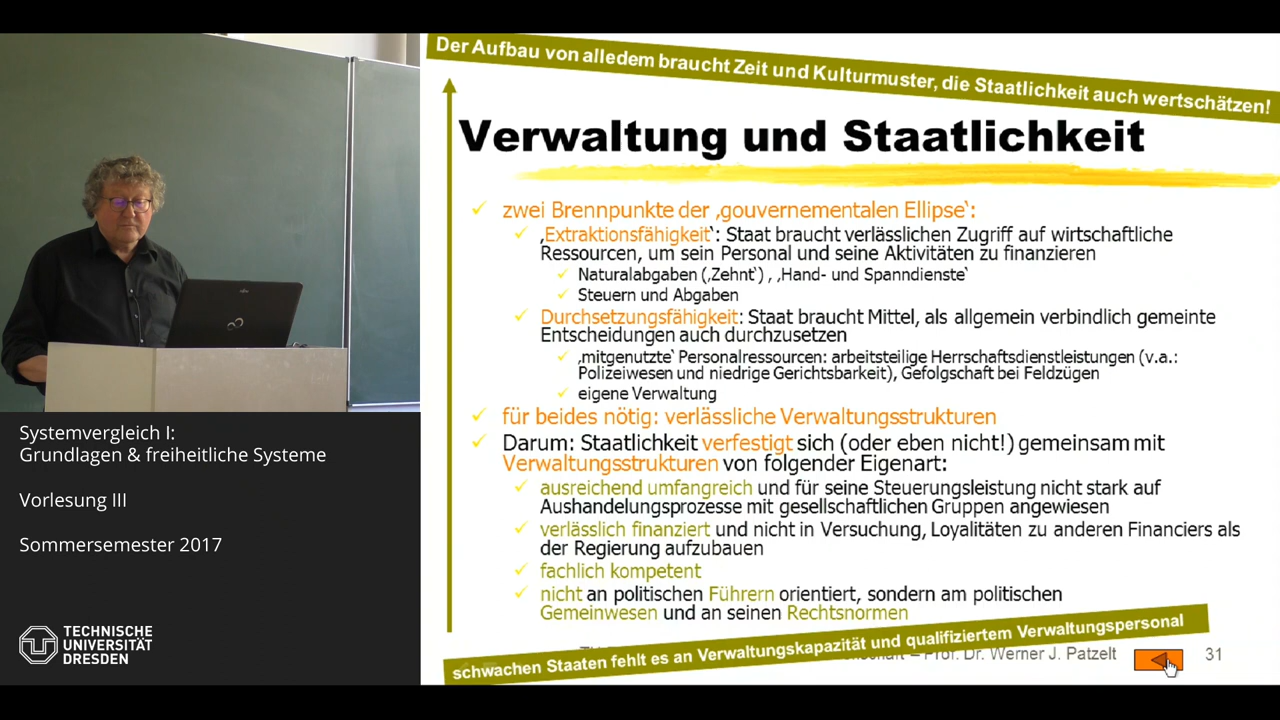 Der Aufbau von alledem braucht Zeit und Kulturmuster, die Staatlichkeit auch wertschätzen!
Verwaltung und Staatlichkeit
zwei Brennpunkte der ‚gouvernementalen Ellipse‘:
‚Extraktionsfähigkeit‘: Staat braucht verlässlichen Zugriff auf wirtschaftliche
Ressourcen, um sein Personal und seine Aktivitäten zu finanzieren
Naturalabgaben (‚Zehnt‘) , ‚Hand- und Spanndienste‘
Steuern und Abgaben
Durchsetzungsfähigkeit: Staat braucht Mittel, als allgemein verbindlich gemeinte
Entscheidungen auch durchzusetzen
‚mitgenutzte‘ Personalressourcen: arbeitsteilige Herrschaftsdienstleistungen (v.a.:
Polizeiwesen und niedrige Gerichtsbarkeit), Gefolgschaft bei Feldzügen
eigene Verwaltung
für beides nötig: verlässliche Verwaltungsstrukturen
Darum: Staatlichkeit verfestigt sich (oder eben nicht!) gemeinsam mit
Verwaltungsstrukturen von folgender Eigenart:
ausreichend umfangreich und für seine Steuerungsleistung nicht stark auf
Aushandelungsprozesse mit gesellschaftlichen Gruppen angewiesen
verlässlich finanziert und nicht in Versuchung, Loyalitäten zu anderen Financiers als
der Regierung aufzubauen
fachlich kompetent
nicht an politischen Führern orientiert, sondern am politischen
Gemeinwesen und an seinen Rechtsnormen
schwachen Staaten fehlt es an Verwaltungskapazität und qualifiziertem Verwaltungspersonal
– Prof. Dr. Werner J. Patzelt
31
Systemvergleich I:
Grundlagen & freiheitliche Systeme
Vorlesung III
Sommersemester 2017
TECHNISCHE
UNIVERSITÄT
DRESDEN